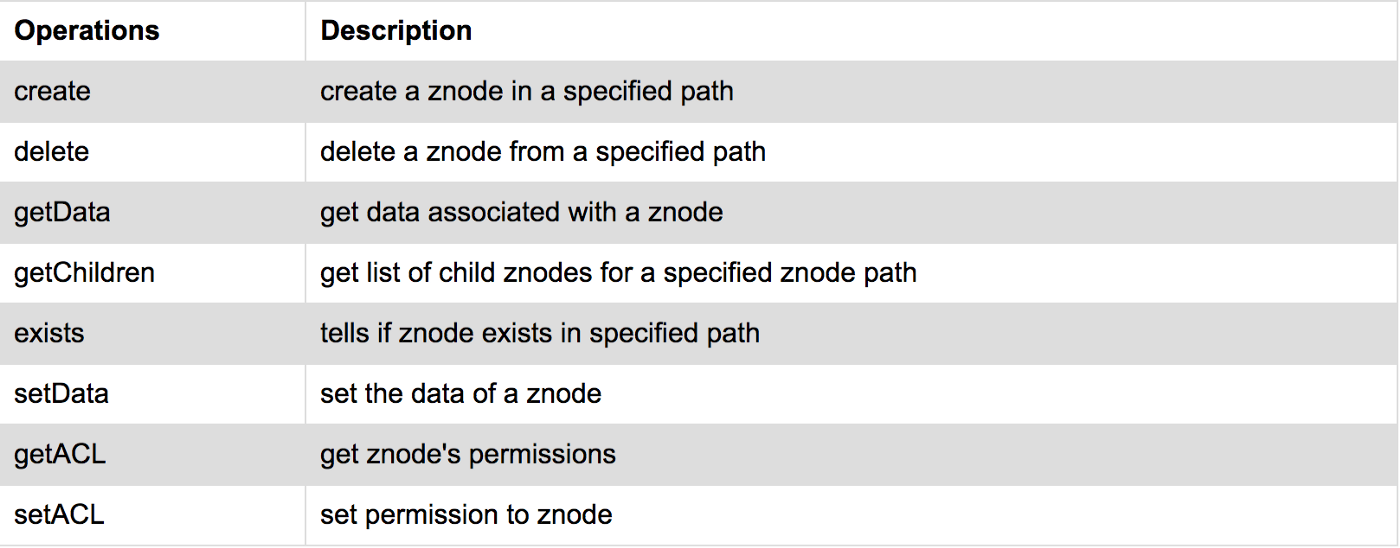 Operations Description
create create a znode in a specified path
delete delete a znode from a specified path
getData get data associated with a znode
getChildren get list of child znodes for a specified znode path
exists tells if znode exists in specified path
setData set the data of a znode
getACL get znode's permissions
setACL set permission to znode